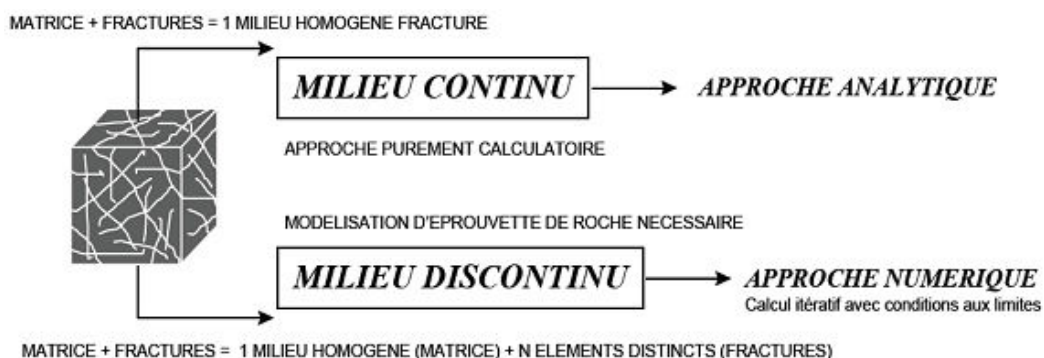 MATRICE + FRACTURES = 1 MILIEU HOMOGENE FRACTURE
MILIEU CONTINU
APPROCHE ANALYTIQUE
APPROCHE PUREMENT CALCULATOIRE
MODELISATION D'EPROUVETTE DE ROCHE NECESSAIRE
MILIEU DISCONTINU
APPROCHE NUMERIQUE
Calcul itératif avec conditions aux limites
MATRICE + FRACTURES = 1 MILIEU HOMOGENE (MATRICE) + N ELEMENTS DISTINCTS (FRACTURES)